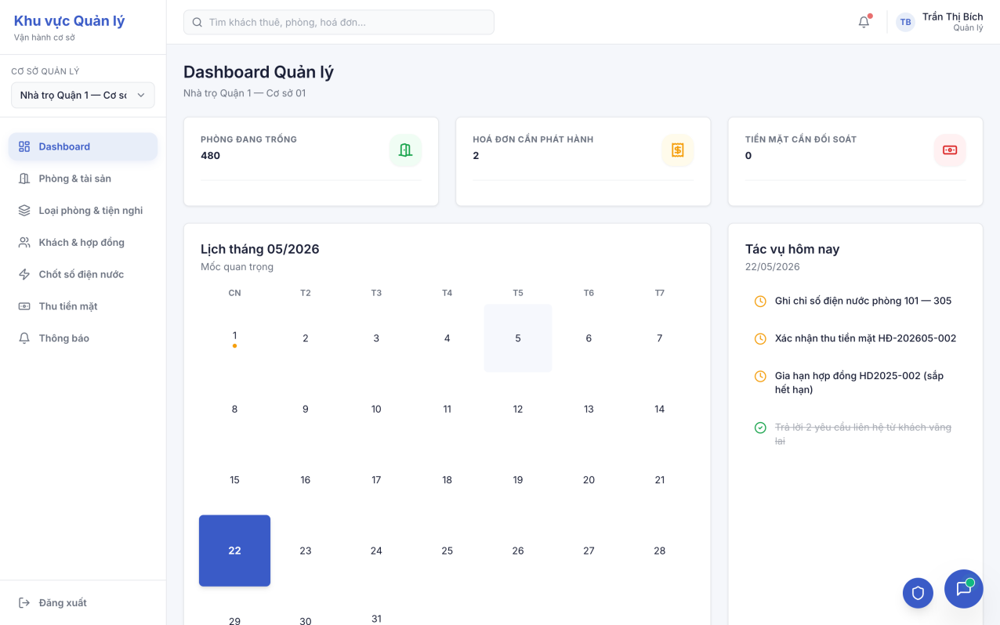 Khu vực Quản lý
Vận hành cơ sở
CƠ SỞ QUẢN LÝ
Nhà trọ Quận 1 — Cơ sở
Dashboard
Phòng & tài sản
Loại phòng & tiện nghi
Khách & hợp đồng
Chốt số điện nước
Thu tiền mặt
Thông báo
Đăng xuất
Tìm khách thuê, phòng, hoá đơn...
TB
Trần Thị Bích
Quản lý
Dashboard Quản lý
Nhà trọ Quận 1 — Cơ sở 01
PHÒNG ĐANG TRỐNG
480
HOÁ ĐƠN CẦN PHÁT HÀNH
2
TIỀN MẶT CẦN ĐỐI SOÁT
0
Lịch tháng 05/2026
Mốc quan trọng
CN T2 T3 T4 T5 T6 T7
1 2 3 4 5 6 7
8 9 10 11 12 13 14
15 16 17 18 19 20 21
22 23 24 25 26 27 28
29 30 31
Tác vụ hôm nay
22/05/2026
Ghi chỉ số điện nước phòng 101 — 305
Xác nhận thu tiền mặt HĐ-202605-002
Gia hạn hợp đồng HD2025-002 (sắp
hết hạn)
Trả lời 2 yêu cầu liên hệ từ khách vãng
lai